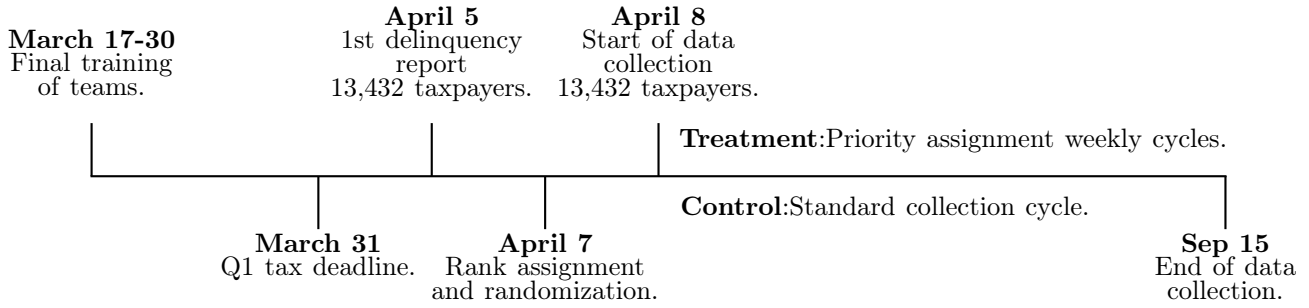 March 17-30
Final training
of teams.
April 5
1st delinquency
report
13,432 taxpayers.
April 8
Start of data
collection
13,432 taxpayers.
Treatment:Priority assignment weekly cycles.
Control:Standard collection cycle.
March 31
Q1 tax deadline.
April 7
Rank assignment
and randomization.
Sep 15
End of data
collection.